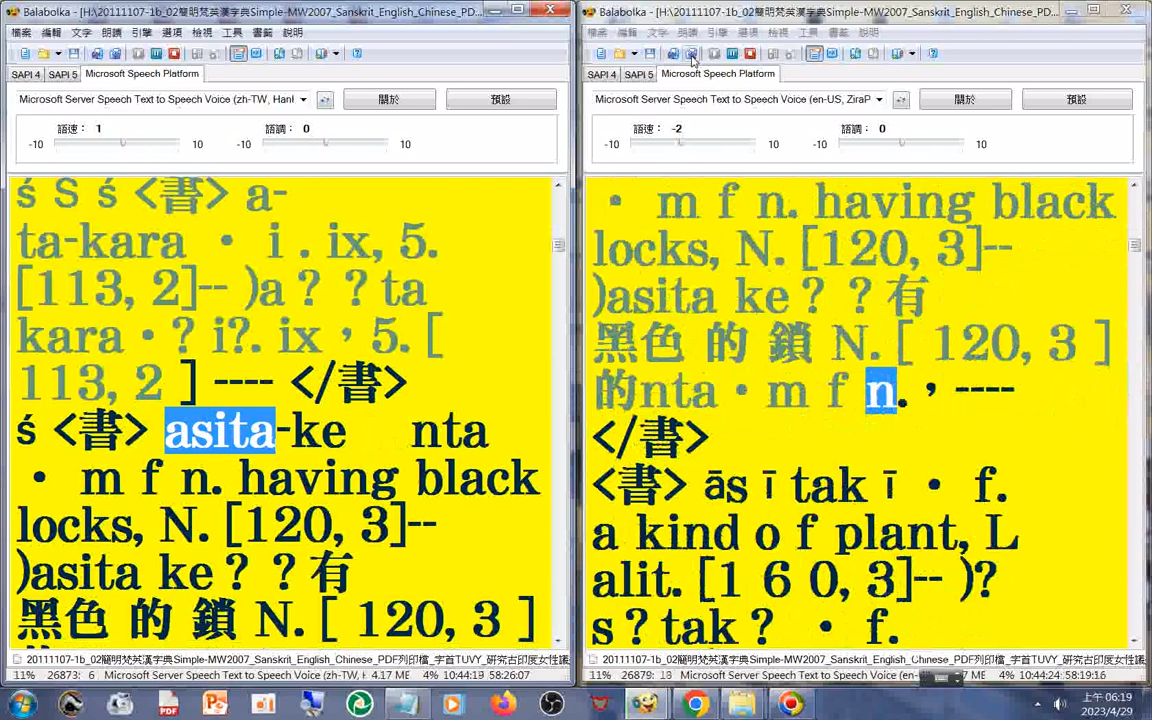 Balabolka - [H:\20111107-1b_02簡明梵英漢字典Simple-MW2007_Sanskrit_English_Chinese_PD...
檔案 編輯 文字 朗讀 引擎 選項 檢視 工具 書籤 說明
SAPI 4 SAPI 5 Microsoft Speech Platform
Microsoft Server Speech Text to Speech Voice (zh-TW, HanH
關於 預設
語速： 1 語調： 0
-10 10 -10 10
ś S ś <書> a-
ta-kara • i . ix, 5.
[113, 2]-- )a？？ta
kara•？i?. ix，5. [
113, 2 ] ---- </書>
ś <書> asita-ke nta
• m f n. having black
locks, N. [120, 3]--
)asita ke？？有
黑色 的 鎖 N. [ 120, 3 ]
20111107-1b_02簡明梵英漢字典Simple-MW2007_Sanskrit_English_Chinese_PDF列印檔_字首TUVY_研究古印度女性議
11% 26873: 6 Microsoft Server Speech Text to Speech Voice (zh-TW, H 4.17 ME 4% 10:44:19 58:26:07
Balabolka - [H:\20111107-1b_02簡明梵英漢字典Simple-MW2007_Sanskrit_English_Chinese_PD...
檔案 編輯 文字 朗讀 引擎 選項 檢視 工具 書籤 說明
SAPI 4 SAPI 5 Microsoft Speech Platform
Microsoft Server Speech Text to Speech Voice (en-US, ZiraP
關於 預設
語速： -2 語調： 0
-10 10 -10 10
• m f n. having black
locks, N. [120, 3]--
)asita ke？？有
黑色 的 鎖 N. [ 120, 3 ]
的nta•m f n.，----
</書>
<書> āsītakī• f.
a kind o f plant, L
alit. [1 6 0, 3]-- )?
s？tak？ • f.
20111107-1b_02簡明梵英漢字典Simple-MW2007_Sanskrit_English_Chinese_PDF列印檔_字首TUVY_研究古印度女性議
11% 26879: 18 Microsoft Server Speech Text to Speech Voice 4.17 ME 4% 10:44:24 58:19:16
PDF
上午 06:19
2023/4/29